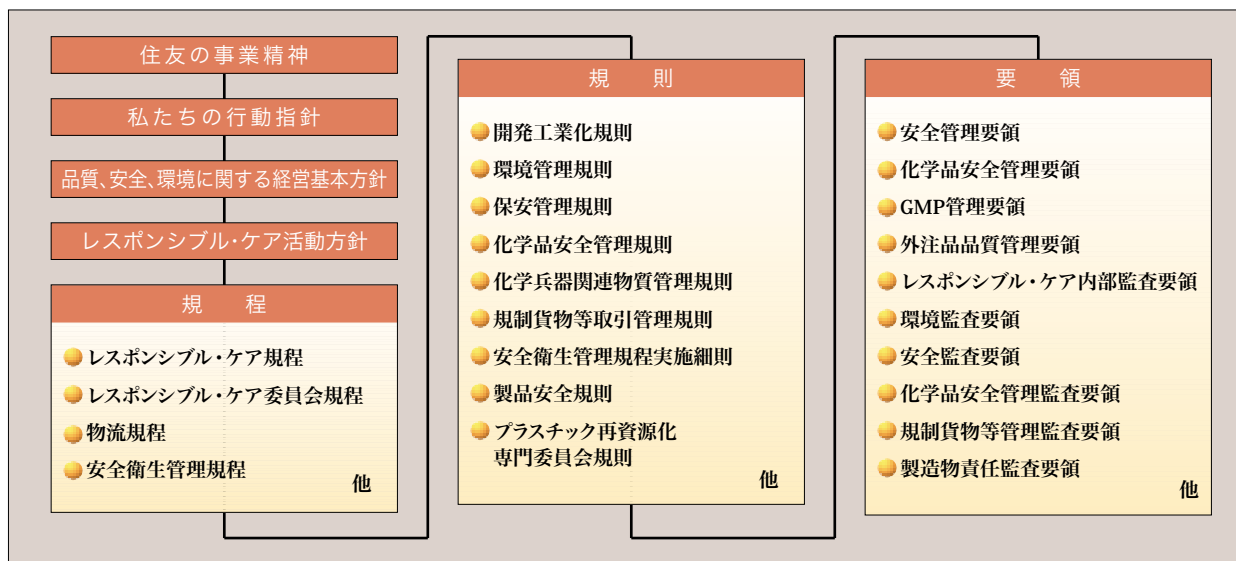 住友の事業精神
私たちの行動指針
品質、安全、環境に関する経営基本方針
レスポンシブル・ケア活動方針
規程
レスポンシブル・ケア規程
レスポンシブル・ケア委員会規程
物流規程
安全衛生管理規程
他
規則
開発工業化規則
環境管理規則
保安管理規則
化学品安全管理規則
化学兵器関連物質管理規則
規制貨物等取引管理規則
安全衛生管理規程実施細則
製品安全規則
プラスチック再資源化
専門委員会規則
他
要領
安全管理要領
化学品安全管理要領
GMP管理要領
外注品品質管理要領
レスポンシブル・ケア内部監査要領
環境監査要領
安全監査要領
化学品安全管理監査要領
規制貨物等管理監査要領
製造物責任監査要領
他